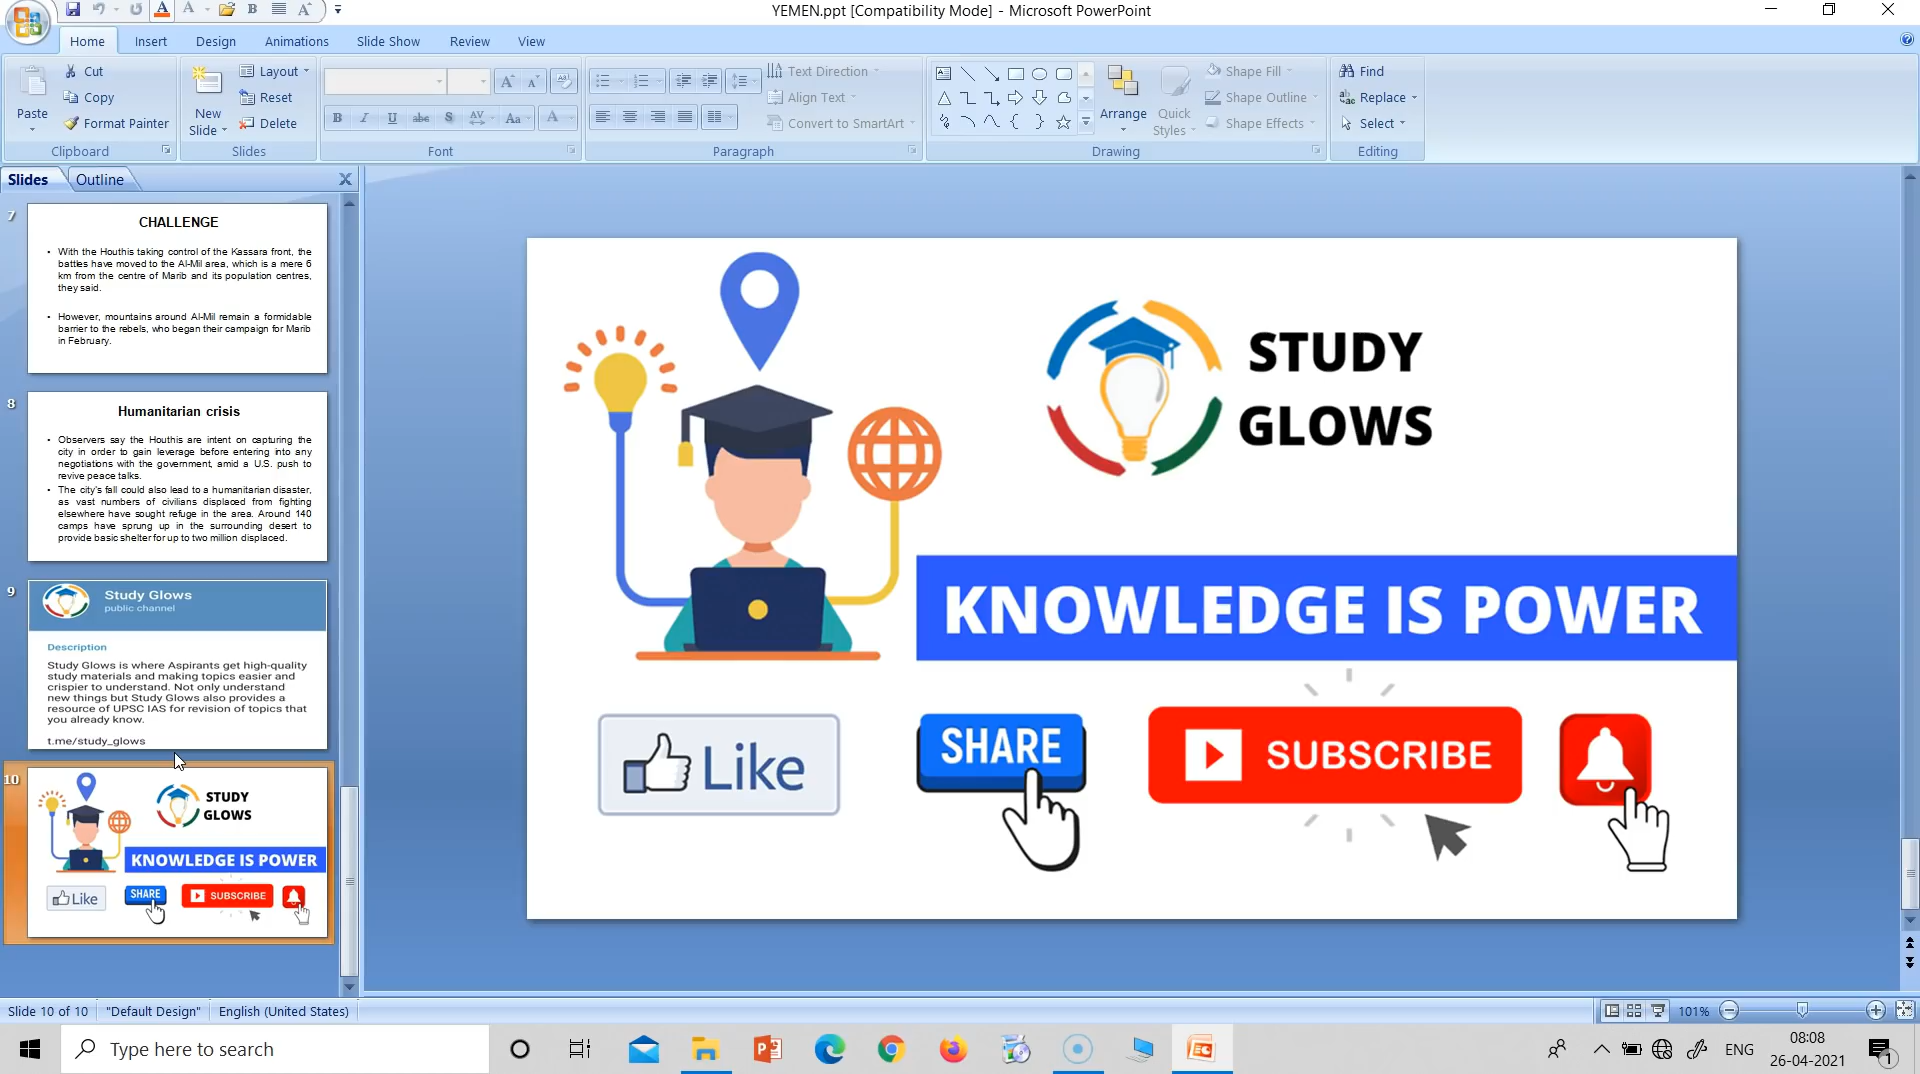 YEMEN.ppt [Compatibility Mode] - Microsoft PowerPoint
Home Insert Design Animations Slide Show Review View
Paste
Cut
Copy
Format Painter
Clipboard
New Slide
Layout
Reset
Delete
Slides
Font
Text Direction
Align Text
Convert to SmartArt
Paragraph
Arrange
Quick Styles
Shape Fill
Shape Outline
Shape Effects
Drawing
Find
Replace
Select
Editing
Slides Outline
7
CHALLENGE
• With the Houthis taking control of the Kassara front, the
battles have moved to the Al-Mil area, which is a mere 6
km from the centre of Marib and its population centres,
they said.
• However, mountains around Al-Mil remain a formidable
barrier to the rebels, who began their campaign for Marib
in February.
8
Humanitarian crisis
• Observers say the Houthis are intent on capturing the
city in order to gain leverage before entering into any
negotiations with the government, amid a U.S. push to
revive peace talks.
• The city's fall could also lead to a humanitarian disaster,
as vast numbers of civilians displaced from fighting
elsewhere have sought refuge in the area. Around 140
camps have sprung up in the surrounding desert to
provide basic shelter for up to two million displaced.
9
Study Glows
public channel
Description
Study Glows is where Aspirants get high-quality
study materials and making topics easier and
crispier to understand. Not only understand
new things but Study Glows also provides a
resource of UPSC IAS for revision of topics that
you already know.
t.me/study_glows
10
STUDY
GLOWS
KNOWLEDGE IS POWER
Like SHARE SUBSCRIBE
STUDY
GLOWS
KNOWLEDGE IS POWER
Like SHARE SUBSCRIBE
Slide 10 of 10 "Default Design" English (United States) 101%
Type here to search
ENG
08:08
26-04-2021
1